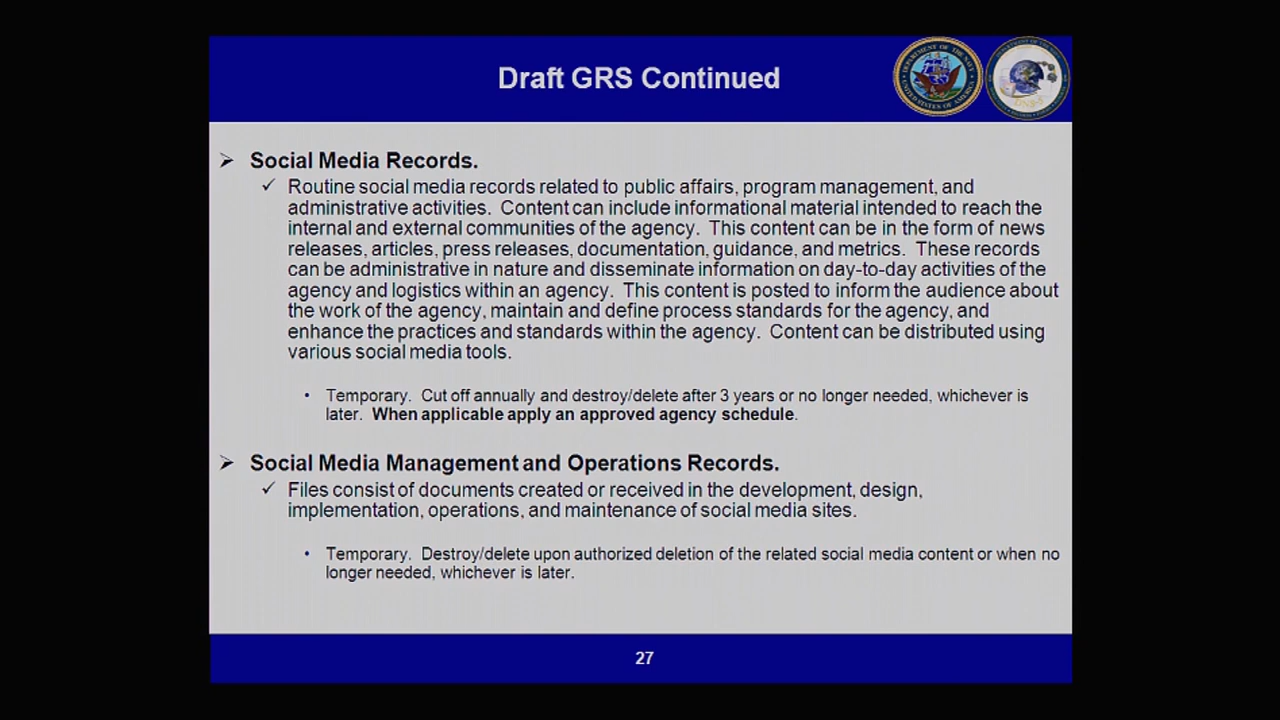 Draft GRS Continued
DEPARTMENT OF THE NAVY
UNITED STATES OF AMERICA
➢ Social Media Records.
✓ Routine social media records related to public affairs, program management, and
administrative activities. Content can include informational material intended to reach the
internal and external communities of the agency. This content can be in the form of news
releases, articles, press releases, documentation, guidance, and metrics. These records
can be administrative in nature and disseminate information on day-to-day activities of the
agency and logistics within an agency. This content is posted to inform the audience about
the work of the agency, maintain and define process standards for the agency, and
enhance the practices and standards within the agency. Content can be distributed using
various social media tools.
• Temporary. Cut off annually and destroy/delete after 3 years or no longer needed, whichever is
later. When applicable apply an approved agency schedule.
➢ Social Media Management and Operations Records.
✓ Files consist of documents created or received in the development, design,
implementation, operations, and maintenance of social media sites.
• Temporary. Destroy/delete upon authorized deletion of the related social media content or when no
longer needed, whichever is later.
27